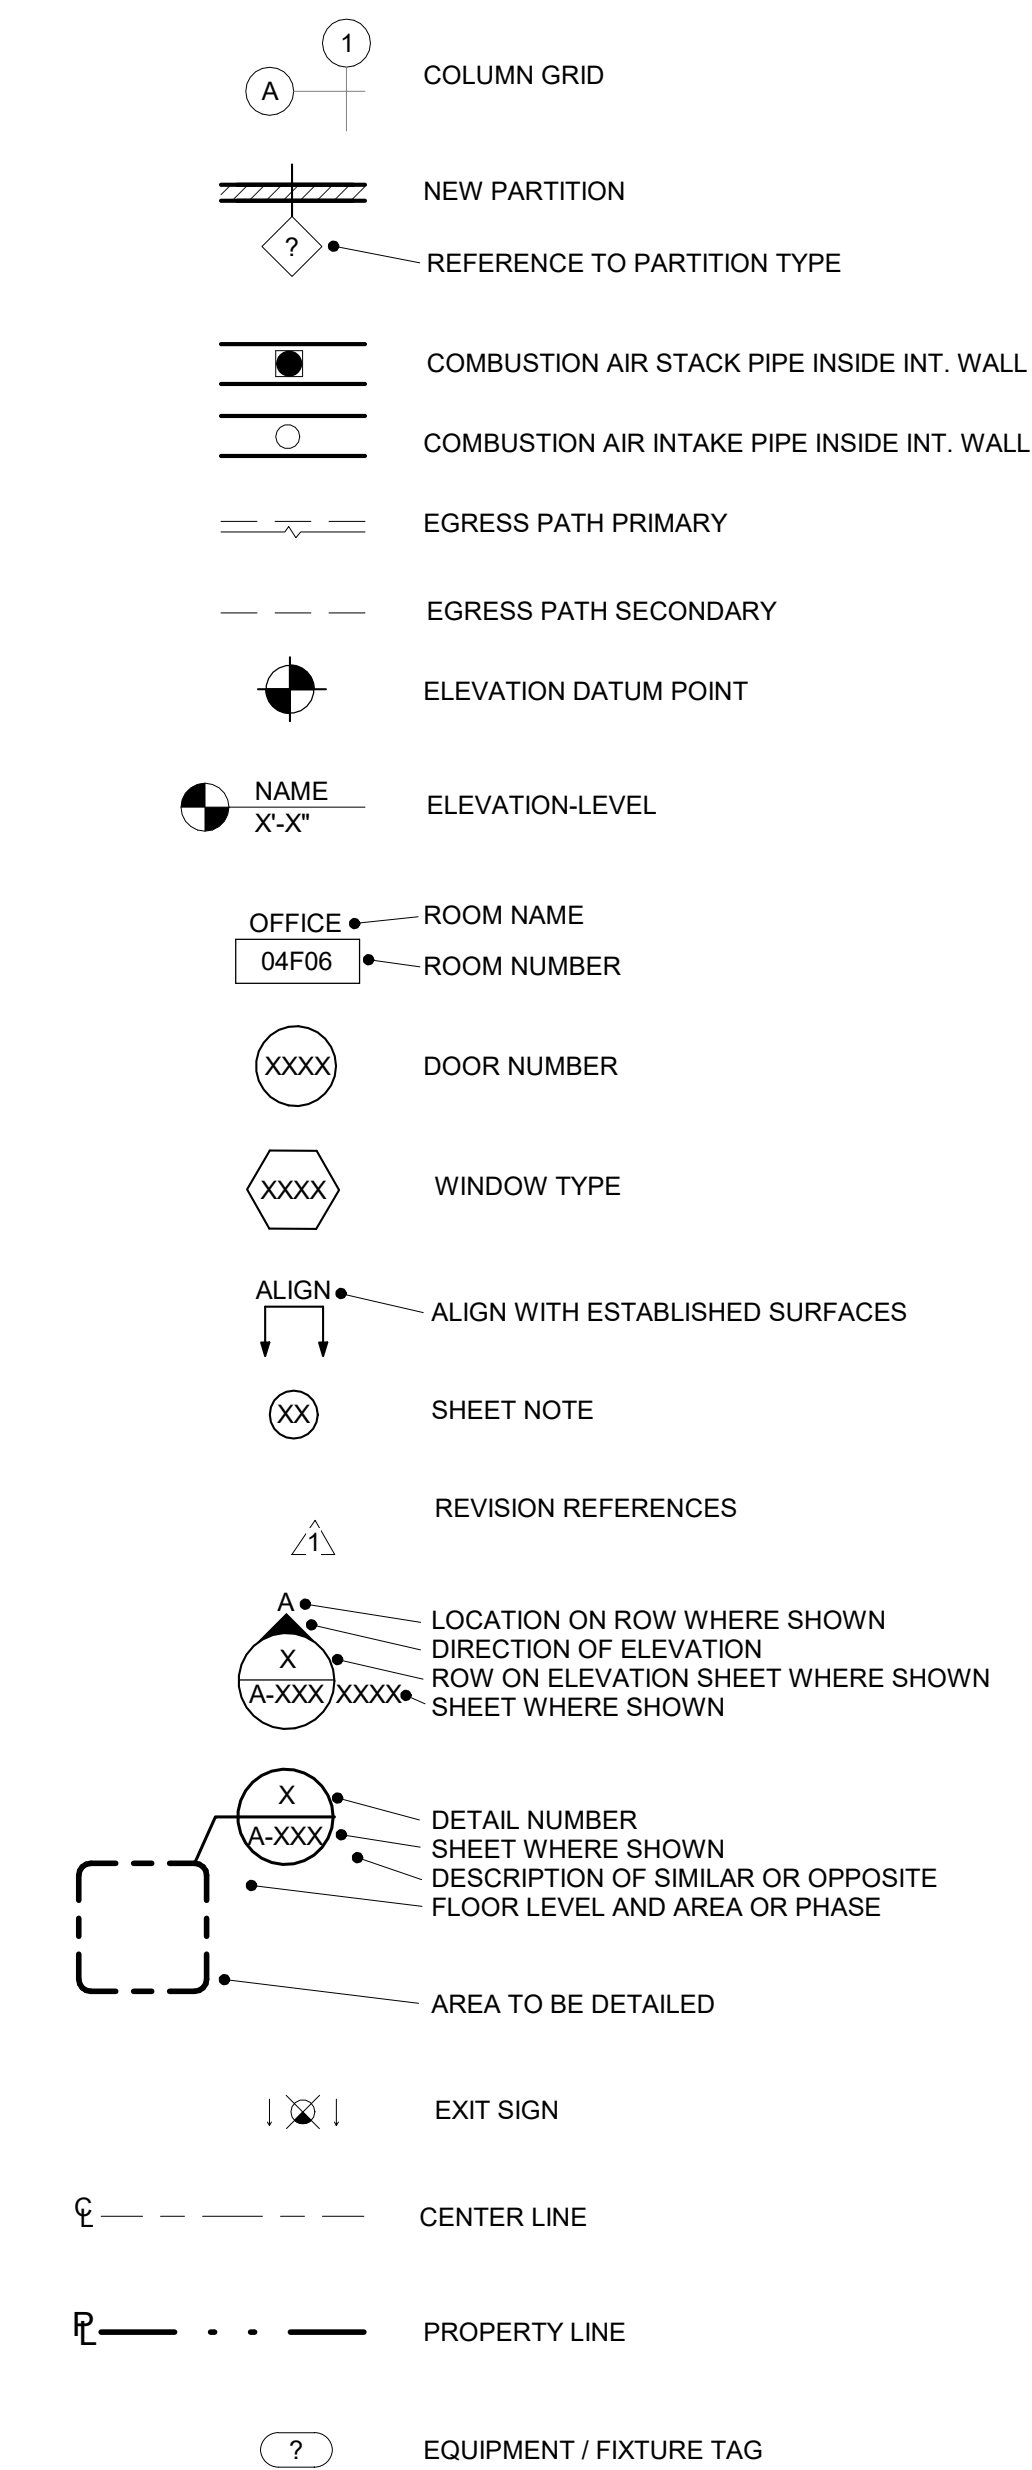 1
A
COLUMN GRID
NEW PARTITION
?
REFERENCE TO PARTITION TYPE
COMBUSTION AIR STACK PIPE INSIDE INT. WALL
COMBUSTION AIR INTAKE PIPE INSIDE INT. WALL
EGRESS PATH PRIMARY
EGRESS PATH SECONDARY
ELEVATION DATUM POINT
NAME
X'-X"
ELEVATION-LEVEL
OFFICE
ROOM NAME
04F06
ROOM NUMBER
XXXX
DOOR NUMBER
XXXX
WINDOW TYPE
ALIGN
ALIGN WITH ESTABLISHED SURFACES
XX
SHEET NOTE
REVISION REFERENCES
1
A
LOCATION ON ROW WHERE SHOWN
DIRECTION OF ELEVATION
X
ROW ON ELEVATION SHEET WHERE SHOWN
A-XXX XXXX
SHEET WHERE SHOWN
X
DETAIL NUMBER
A-XXX
SHEET WHERE SHOWN
DESCRIPTION OF SIMILAR OR OPPOSITE
FLOOR LEVEL AND AREA OR PHASE
AREA TO BE DETAILED
EXIT SIGN
CL
CENTER LINE
PL
PROPERTY LINE
?
EQUIPMENT / FIXTURE TAG